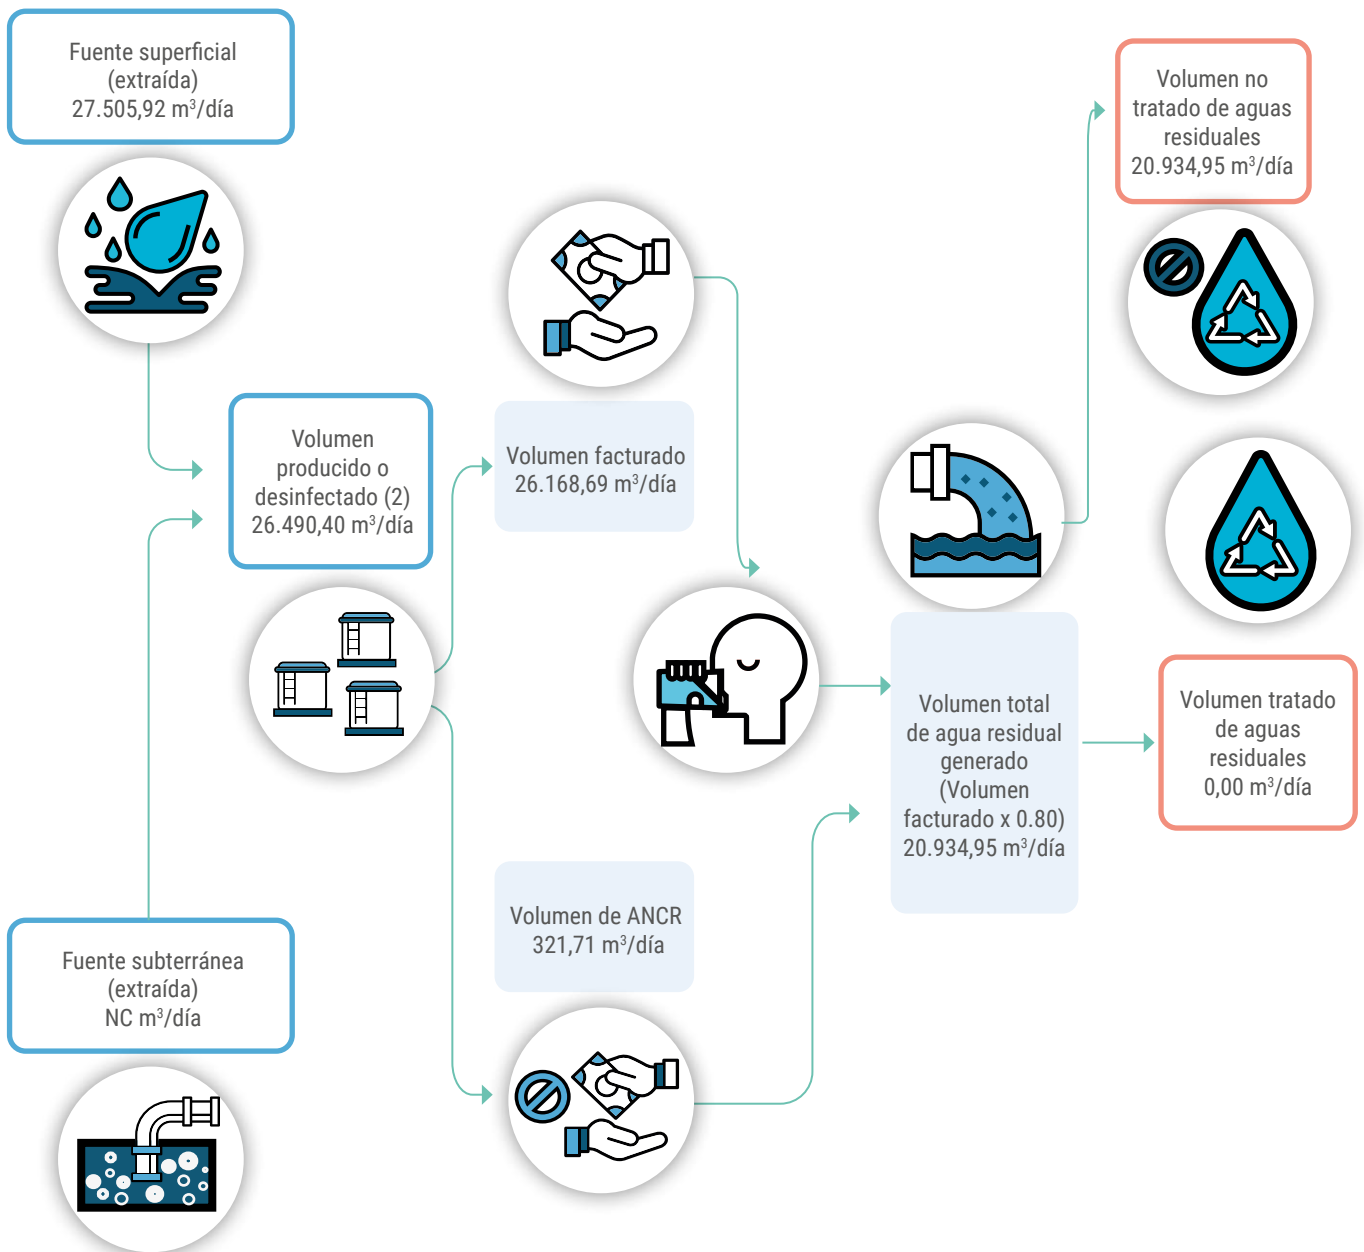 Fuente superficial
(extraída)
27.505,92 m³/día
Volumen
producido o
desinfectado (2)
26.490,40 m³/día
Fuente subterránea
(extraída)
NC m³/día
Volumen facturado
26.168,69 m³/día
Volumen de ANCR
321,71 m³/día
Volumen total
de agua residual
generado
(Volumen
facturado x 0.80)
20.934,95 m³/día
Volumen no
tratado de aguas
residuales
20.934,95 m³/día
Volumen tratado
de aguas
residuales
0,00 m³/día